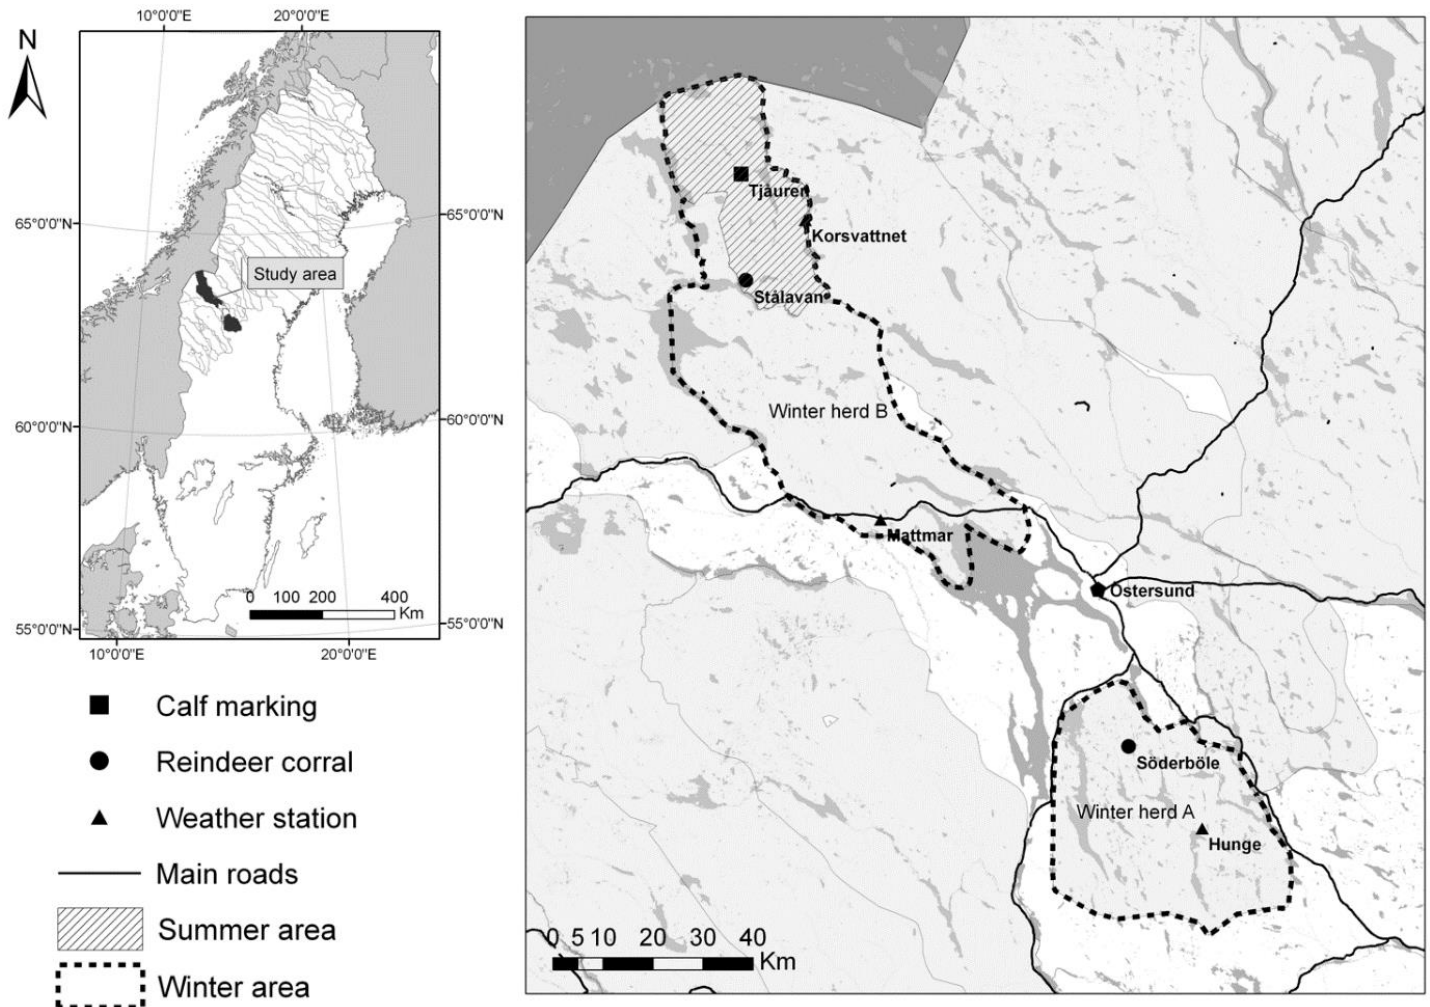 10°0'0"E 20°0'0"E
N
65°0'0"N 65°0'0"N
Study area
60°0'0"N 60°0'0"N
0 100 200 400
Km
55°0'0"N 55°0'0"N
10°0'0"E 20°0'0"E
Calf marking
Reindeer corral
Weather station
Main roads
Summer area
Winter area
Tjåuren
Korsvattnet
Stålavan
Winter herd B
Mattmar
Östersund
Söderböle
Winter herd A
Hunge
0 5 10 20 30 40
Km